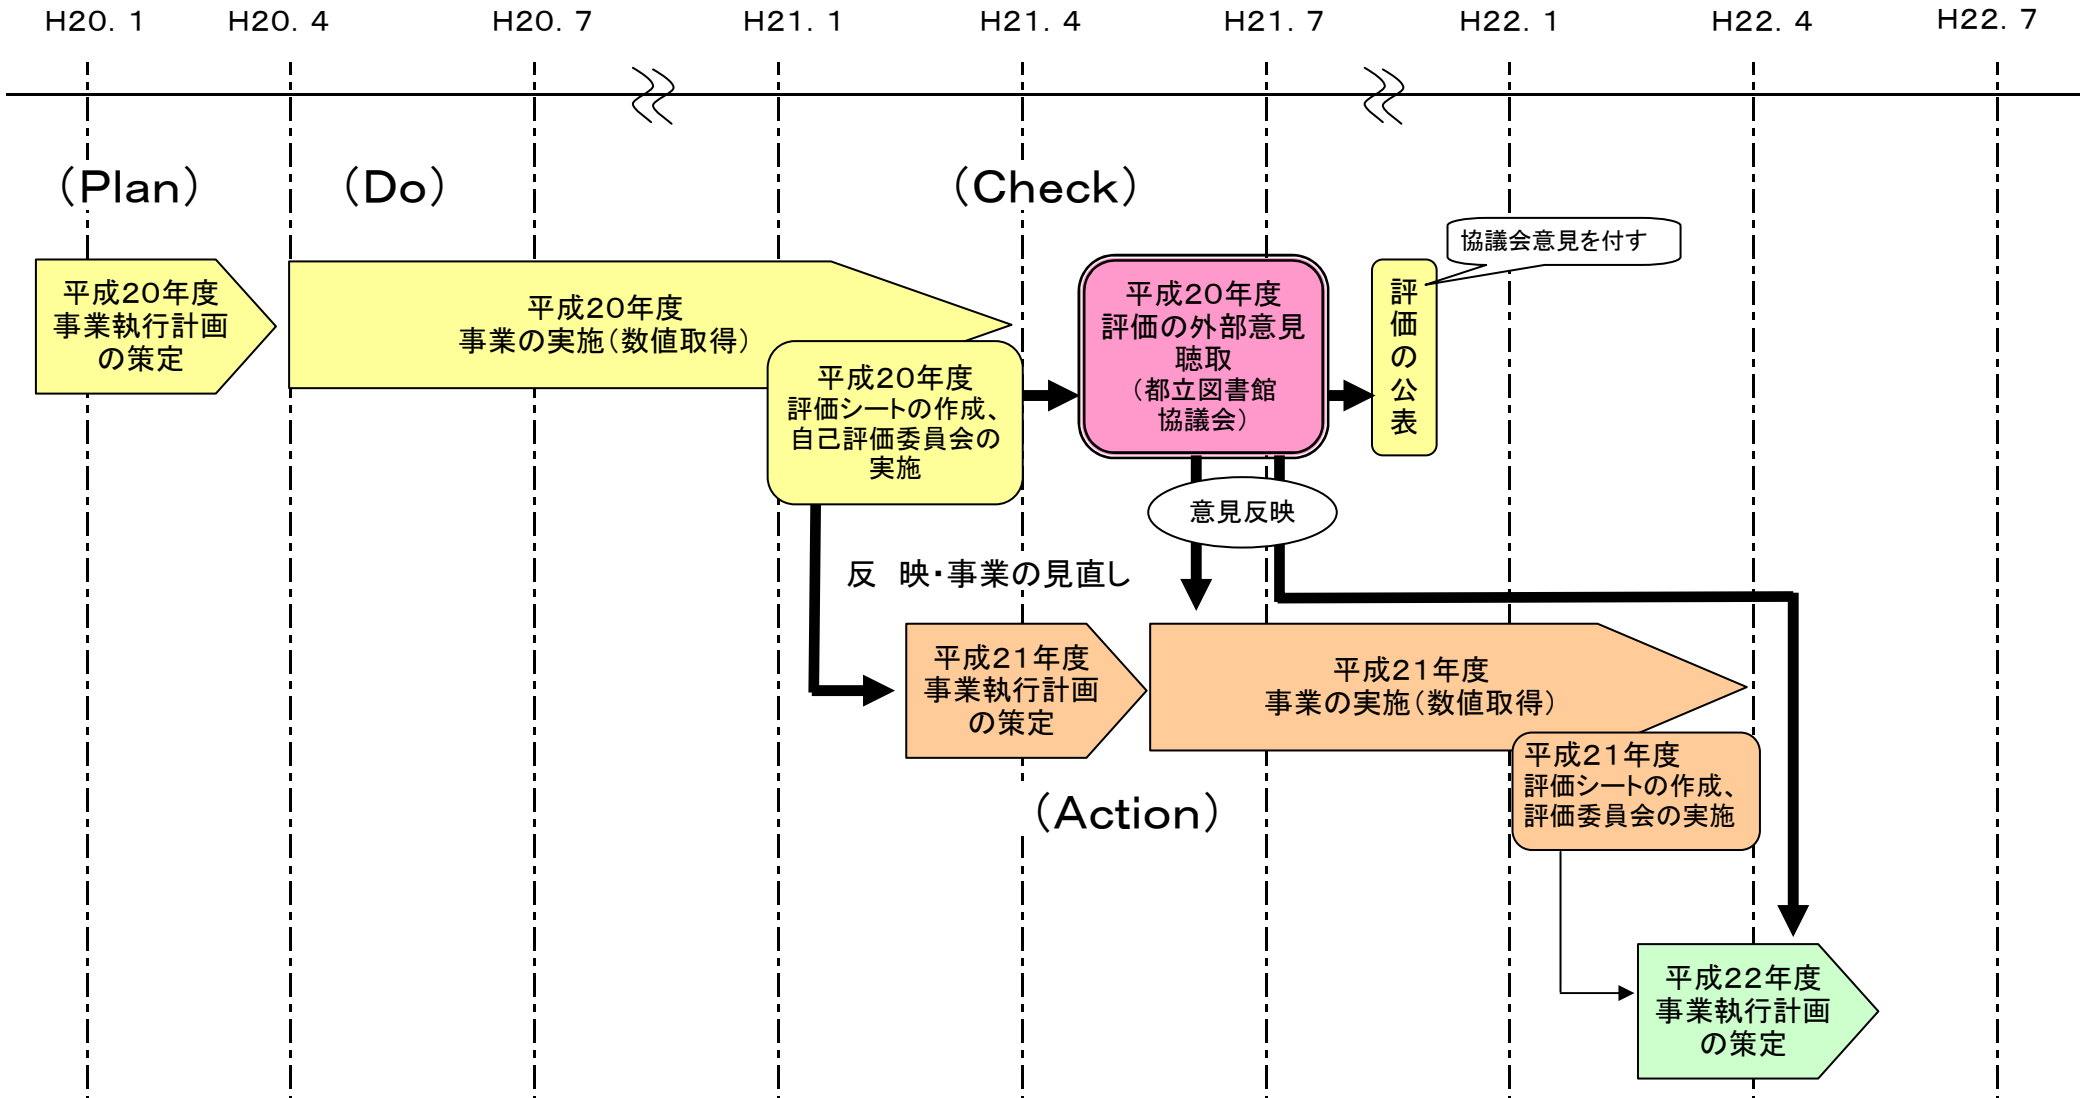 H20．1
H20．4
H20．7
H21．1
H21．4
H21．7
H22．1
H22．4
H22．7
（Plan）
（Do）
（Check）
協議会意見を付す
平成20年度
事業執行計画
の策定
平成20年度
事業の実施（数値取得）
平成20年度
評価シートの作成、
自己評価委員会の
実施
平成20年度
評価の外部意見
聴取
（都立図書館
協議会）
評価の公表
意見反映
反　映・事業の見直し
平成21年度
事業執行計画
の策定
平成21年度
事業の実施（数値取得）
平成21年度
評価シートの作成、
評価委員会の実施
（Action）
平成22年度
事業執行計画
の策定